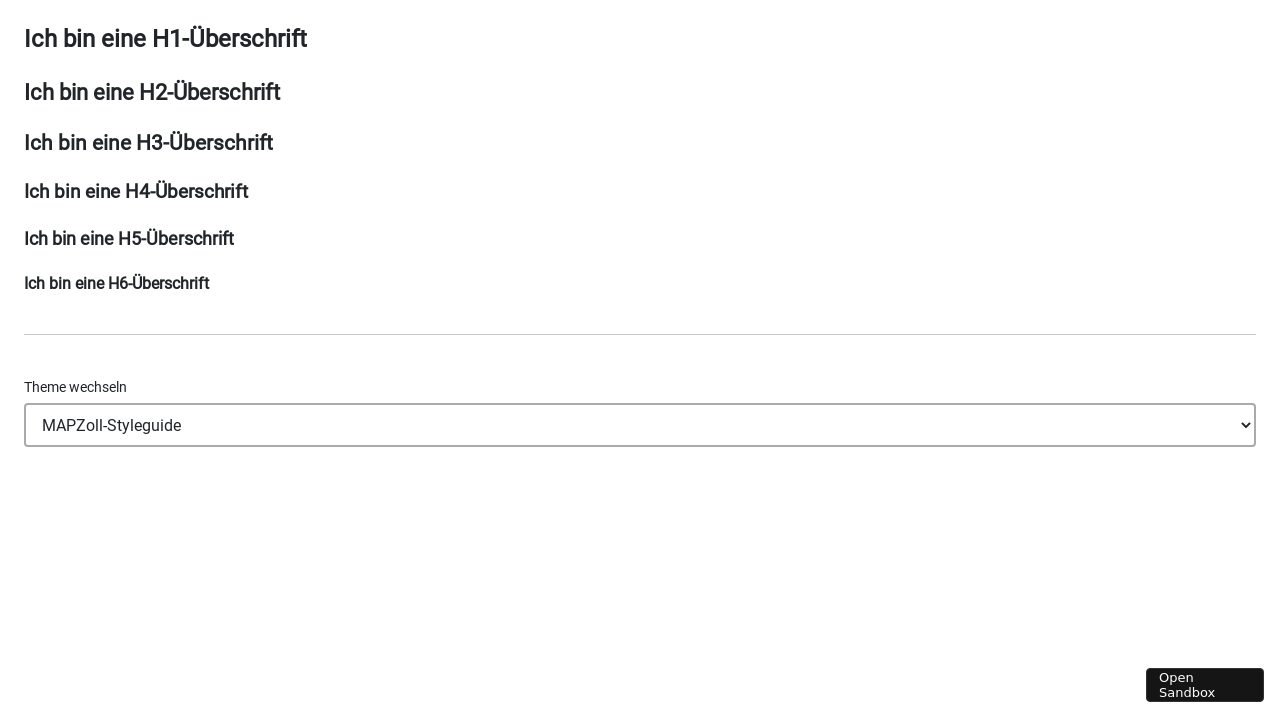 Ich bin eine H1-Überschrift
Ich bin eine H2-Überschrift
Ich bin eine H3-Überschrift
Ich bin eine H4-Überschrift
Ich bin eine H5-Überschrift
Ich bin eine H6-Überschrift
Theme wechseln
MAPZoll-Styleguide
Open
Sandbox